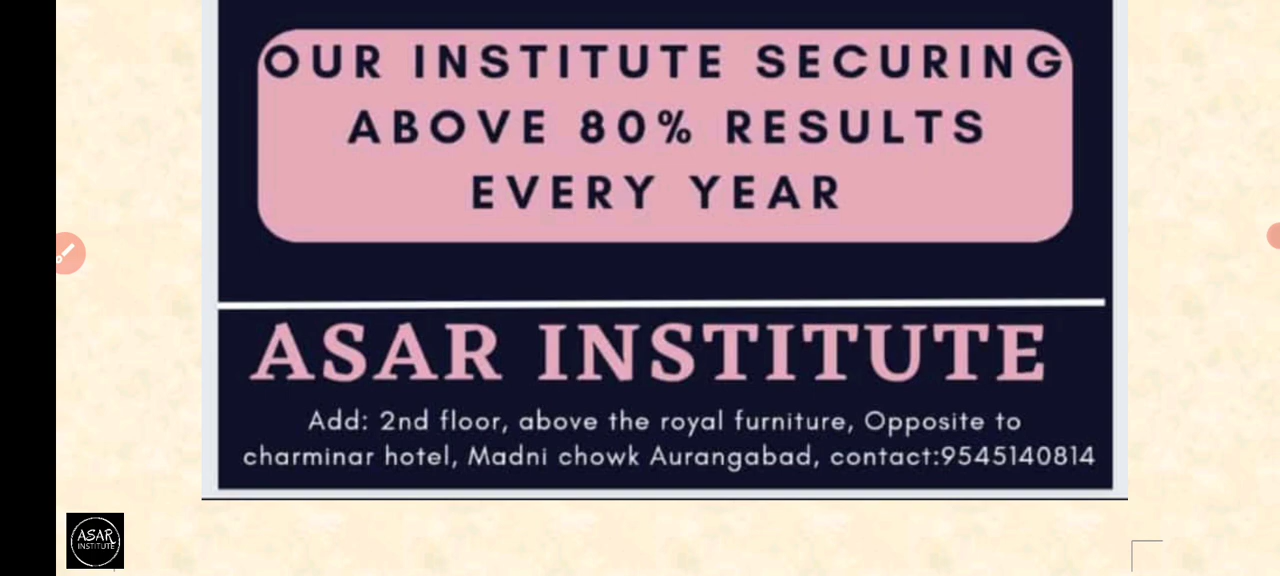 OUR INSTITUTE SECURING
ABOVE 80% RESULTS
EVERY YEAR
ASAR INSTITUTE
Add: 2nd floor, above the royal furniture, Opposite to
charminar hotel, Madni chowk Aurangabad, contact:9545140814
ASAR
INSTITUTE